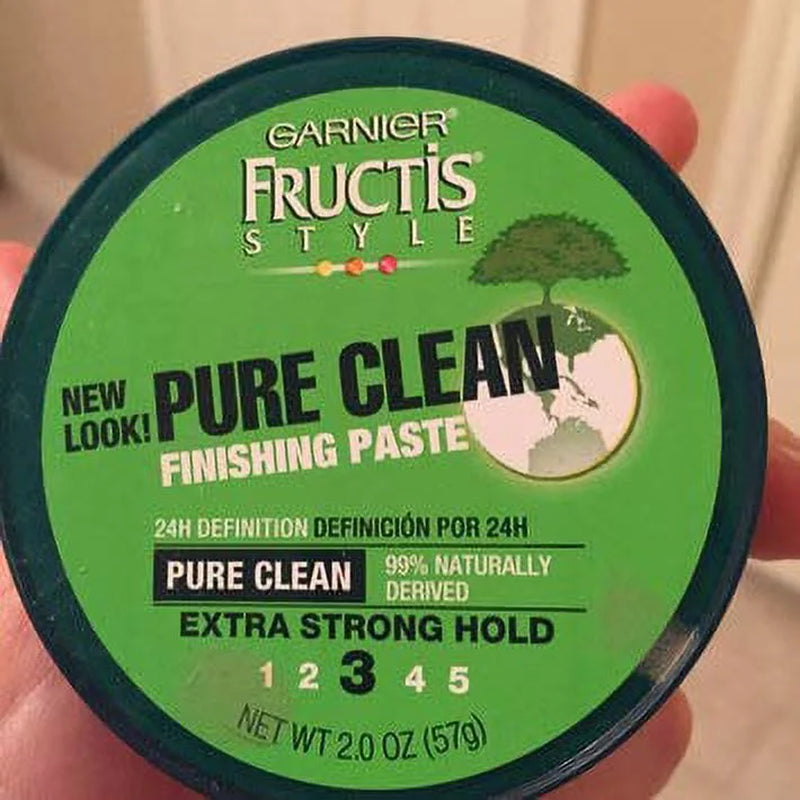 GARNIER®
FRUCTIS®
STYLE
NEW LOOK!
PURE CLEAN
FINISHING PASTE
24H DEFINITION DEFINICIÓN POR 24H
PURE CLEAN
99% NATURALLY DERIVED
EXTRA STRONG HOLD
1 2 3 4 5
NET WT 2.0 OZ (57g)